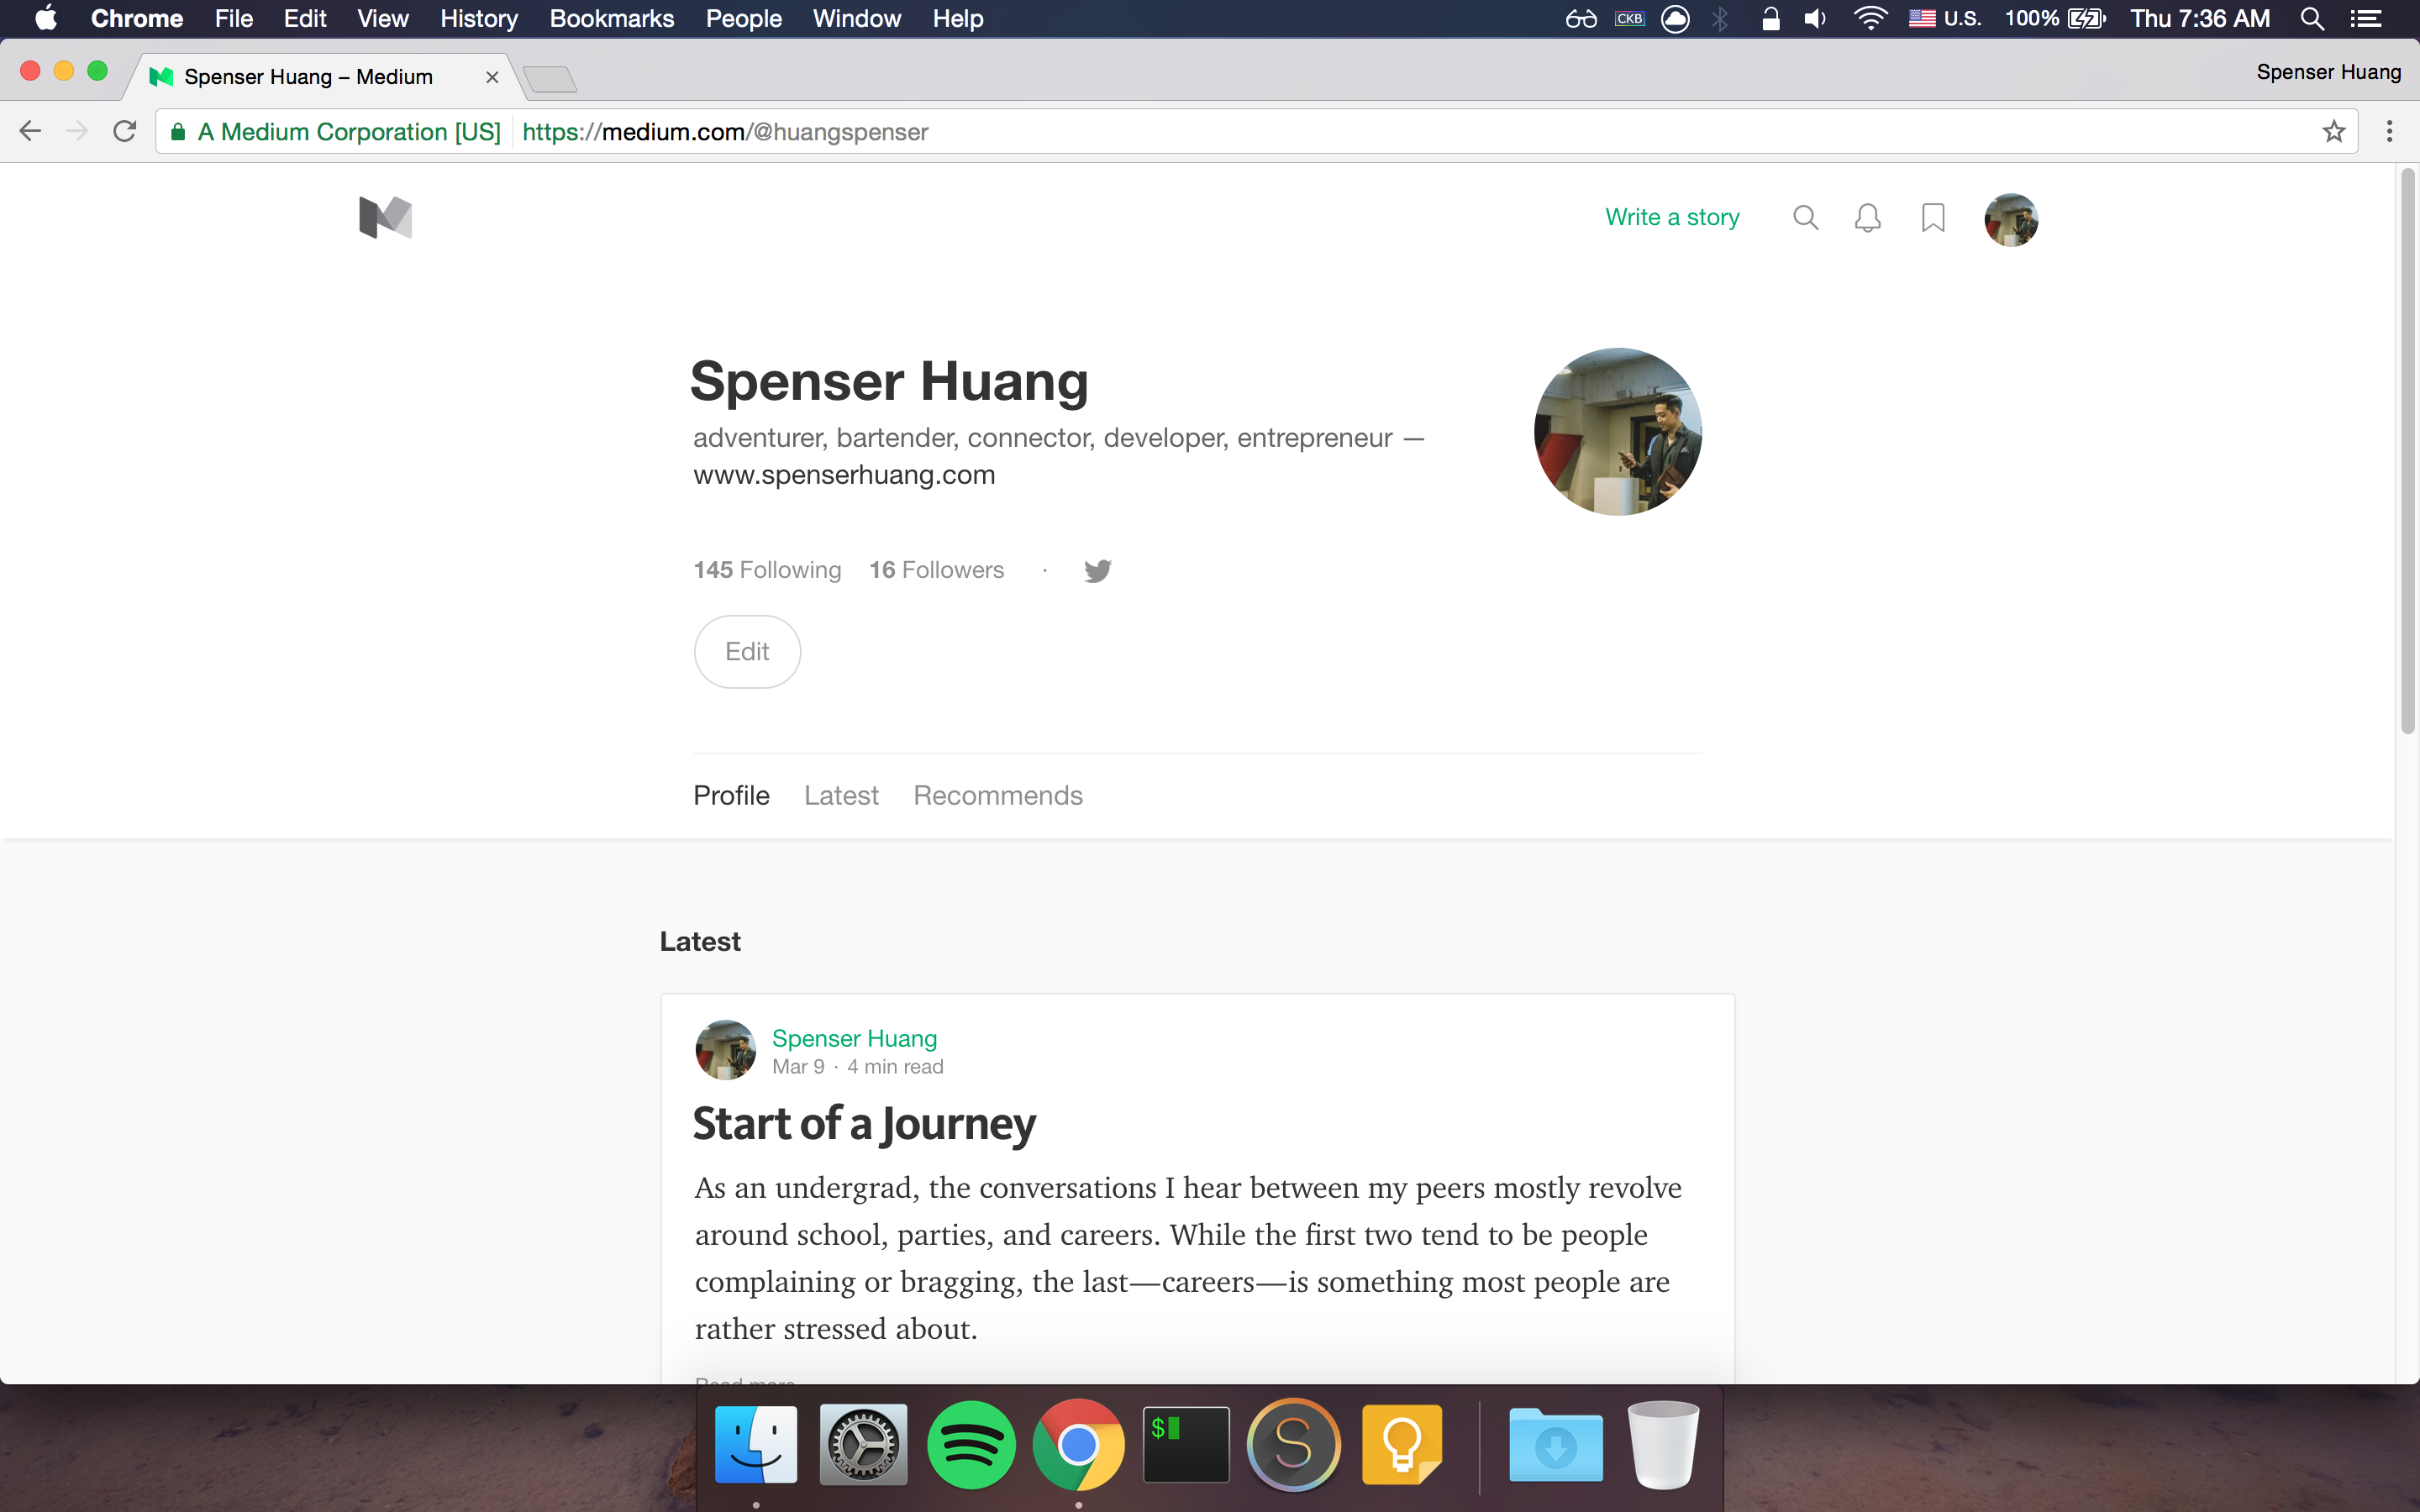 Chrome File Edit View History Bookmarks People Window Help CKB U.S. 100% Thu 7:36 AM
Spenser Huang – Medium
Spenser Huang
A Medium Corporation [US] https://medium.com/@huangspenser
Write a story
Spenser Huang
adventurer, bartender, connector, developer, entrepreneur —
www.spenserhuang.com
145 Following 16 Followers ·
Edit
Profile Latest Recommends
Latest
Spenser Huang
Mar 9 · 4 min read
Start of a Journey
As an undergrad, the conversations I hear between my peers mostly revolve
around school, parties, and careers. While the first two tend to be people
complaining or bragging, the last—careers—is something most people are
rather stressed about.
Read more
$
S